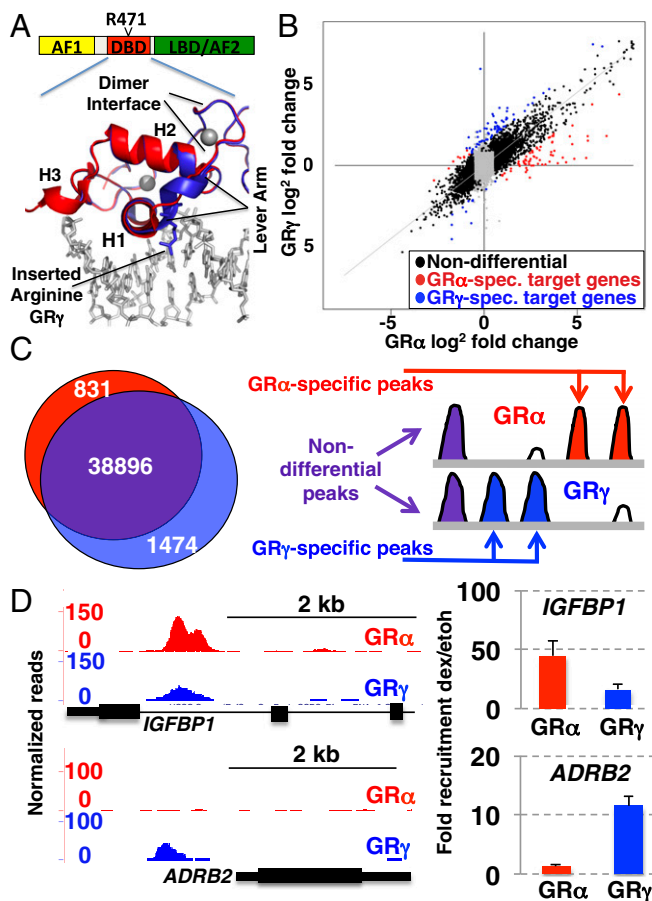 A
R471
AF1
DBD
LBD/AF2
Dimer
Interface
H2
H3
H1
Lever Arm
Inserted
Arginine
GRγ
B
GRγ log² fold change
5
0
5
Non-differential
GRα-spec. target genes
GRγ-spec. target genes
-5
0
5
GRα log² fold change
C
831
38896
1474
GRα-specific peaks
GRα
Non-
differential
peaks
GRγ
GRγ-specific peaks
D
Normalized reads
150
0
2 kb
GRα
150
0
GRγ
IGFBP1
100
0
2 kb
GRα
100
0
GRγ
ADRB2
Fold recruitment dex/etoh
100
50
0
IGFBP1
GRα GRγ
20
10
0
ADRB2
GRα GRγ